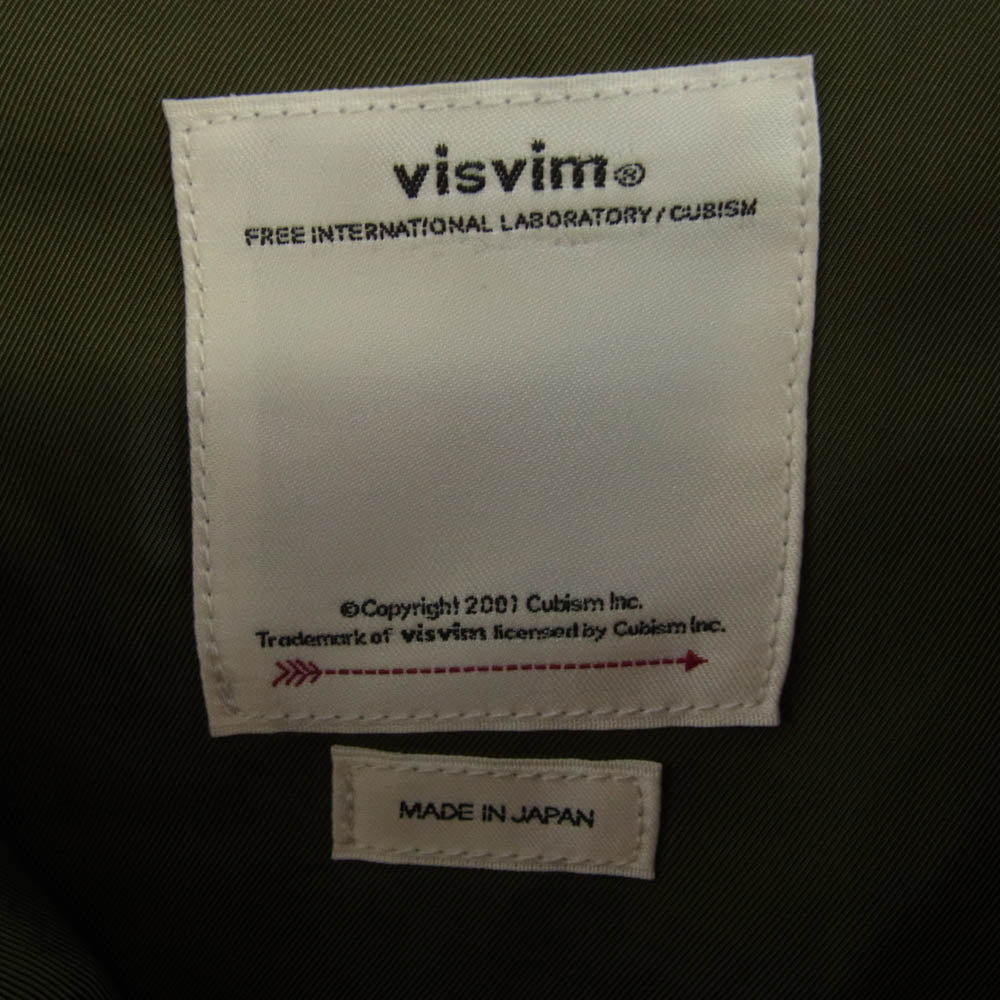 visvim®
FREE INTERNATIONAL LABORATORY / CUBISM
©Copyright 2001 Cubism Inc.
Trademark of visvim licensed by Cubism Inc.
MADE IN JAPAN